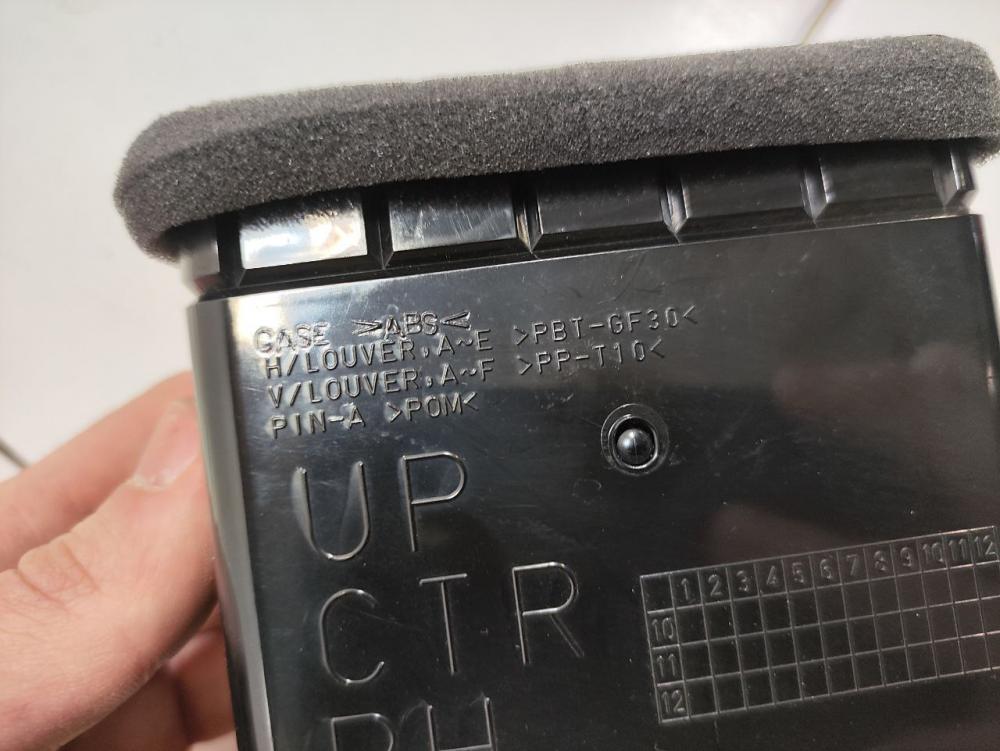 CASE >ABS<
H/LOUVER,A~E >PBT-GF30<
V/LOUVER,A~F >PP-T10<
PIN-A >POM<
UP
CTR
RH
1 2 3 4 5 6 7 8 9 10 11 12
10
11
12